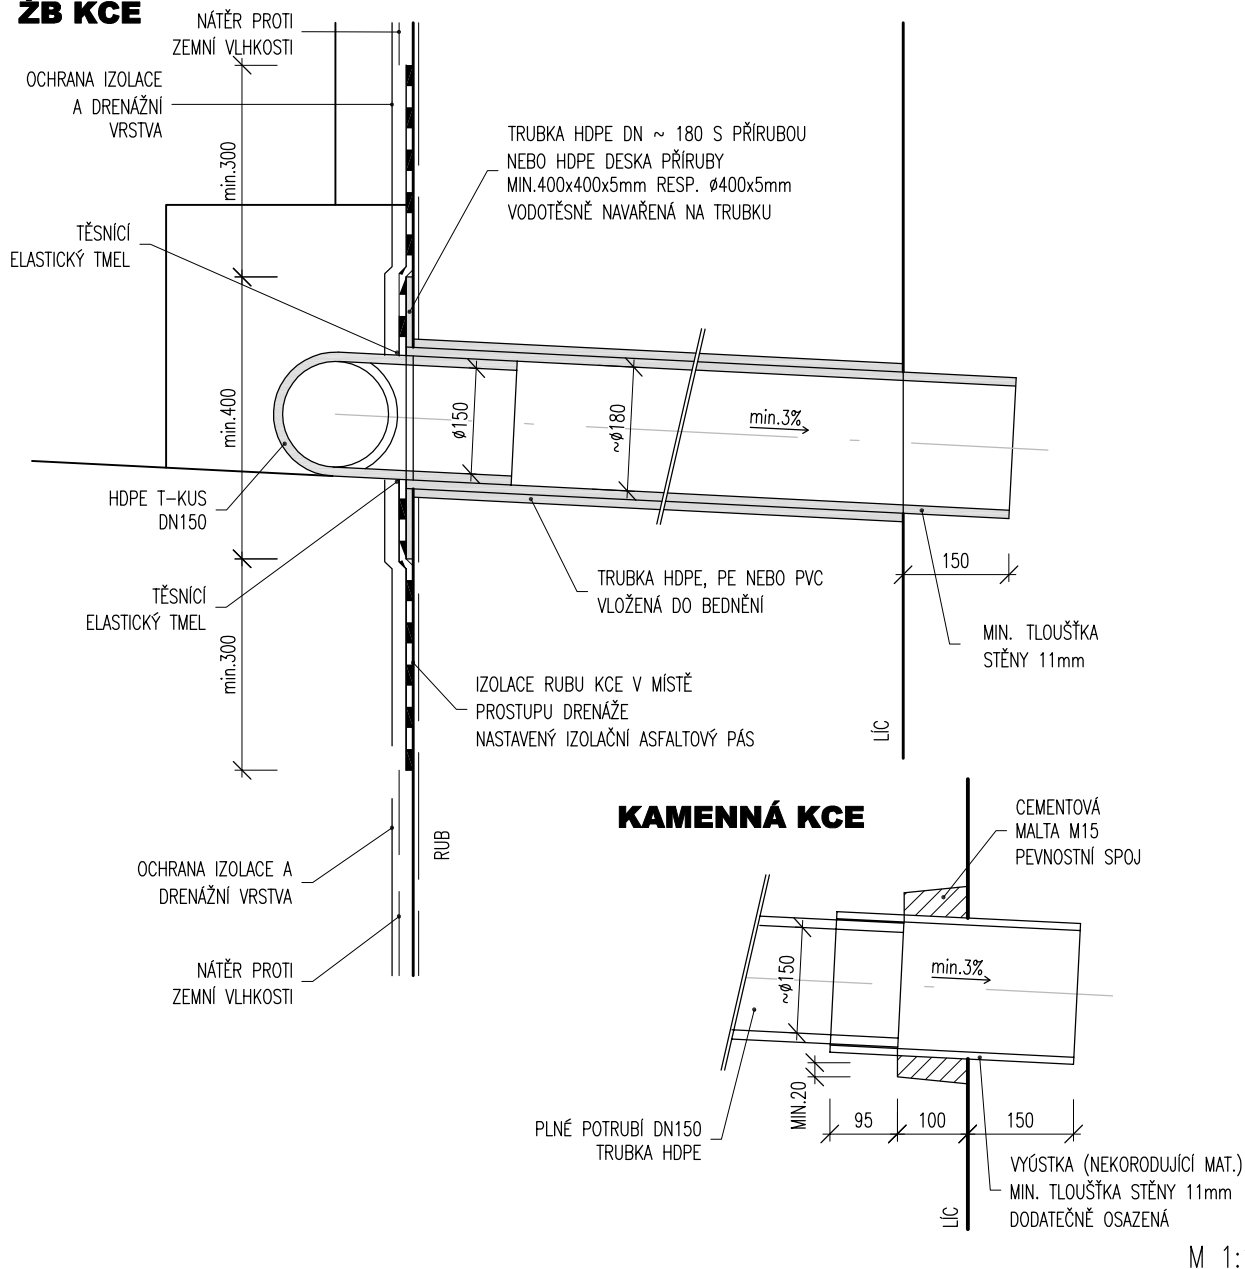 ŽB KCE
NÁTĚR PROTI
ZEMNÍ VLHKOSTI
OCHRANA IZOLACE
A DRENÁŽNÍ
VRSTVA
min.300
TRUBKA HDPE DN ~ 180 S PŘÍRUBOU
NEBO HDPE DESKA PŘÍRUBY
MIN.400x400x5mm RESP. ø400x5mm
VODOTĚSNĚ NAVAŘENÁ NA TRUBKU
TĚSNÍCÍ
ELASTICKÝ TMEL
min.400
ø150
~ø180
min.3%
HDPE T-KUS
DN150
150
TRUBKA HDPE, PE NEBO PVC
VLOŽENÁ DO BEDNĚNÍ
TĚSNÍCÍ
ELASTICKÝ TMEL
MIN. TLOUŠŤKA
STĚNY 11mm
min.300
IZOLACE RUBU KCE V MÍSTĚ
PROSTUPU DRENÁŽE
NASTAVENÝ IZOLAČNÍ ASFALTOVÝ PÁS
LÍC
RUB
OCHRANA IZOLACE A
DRENÁŽNÍ VRSTVA
NÁTĚR PROTI
ZEMNÍ VLHKOSTI
KAMENNÁ KCE
CEMENTOVÁ
MALTA M15
PEVNOSTNÍ SPOJ
~ø150
min.3%
MIN.20
95
100
150
PLNÉ POTRUBÍ DN150
TRUBKA HDPE
VYÚSTKA (NEKORODUJÍCÍ MAT.)
MIN. TLOUŠŤKA STĚNY 11mm
DODATEČNĚ OSAZENÁ
LÍC
M 1: